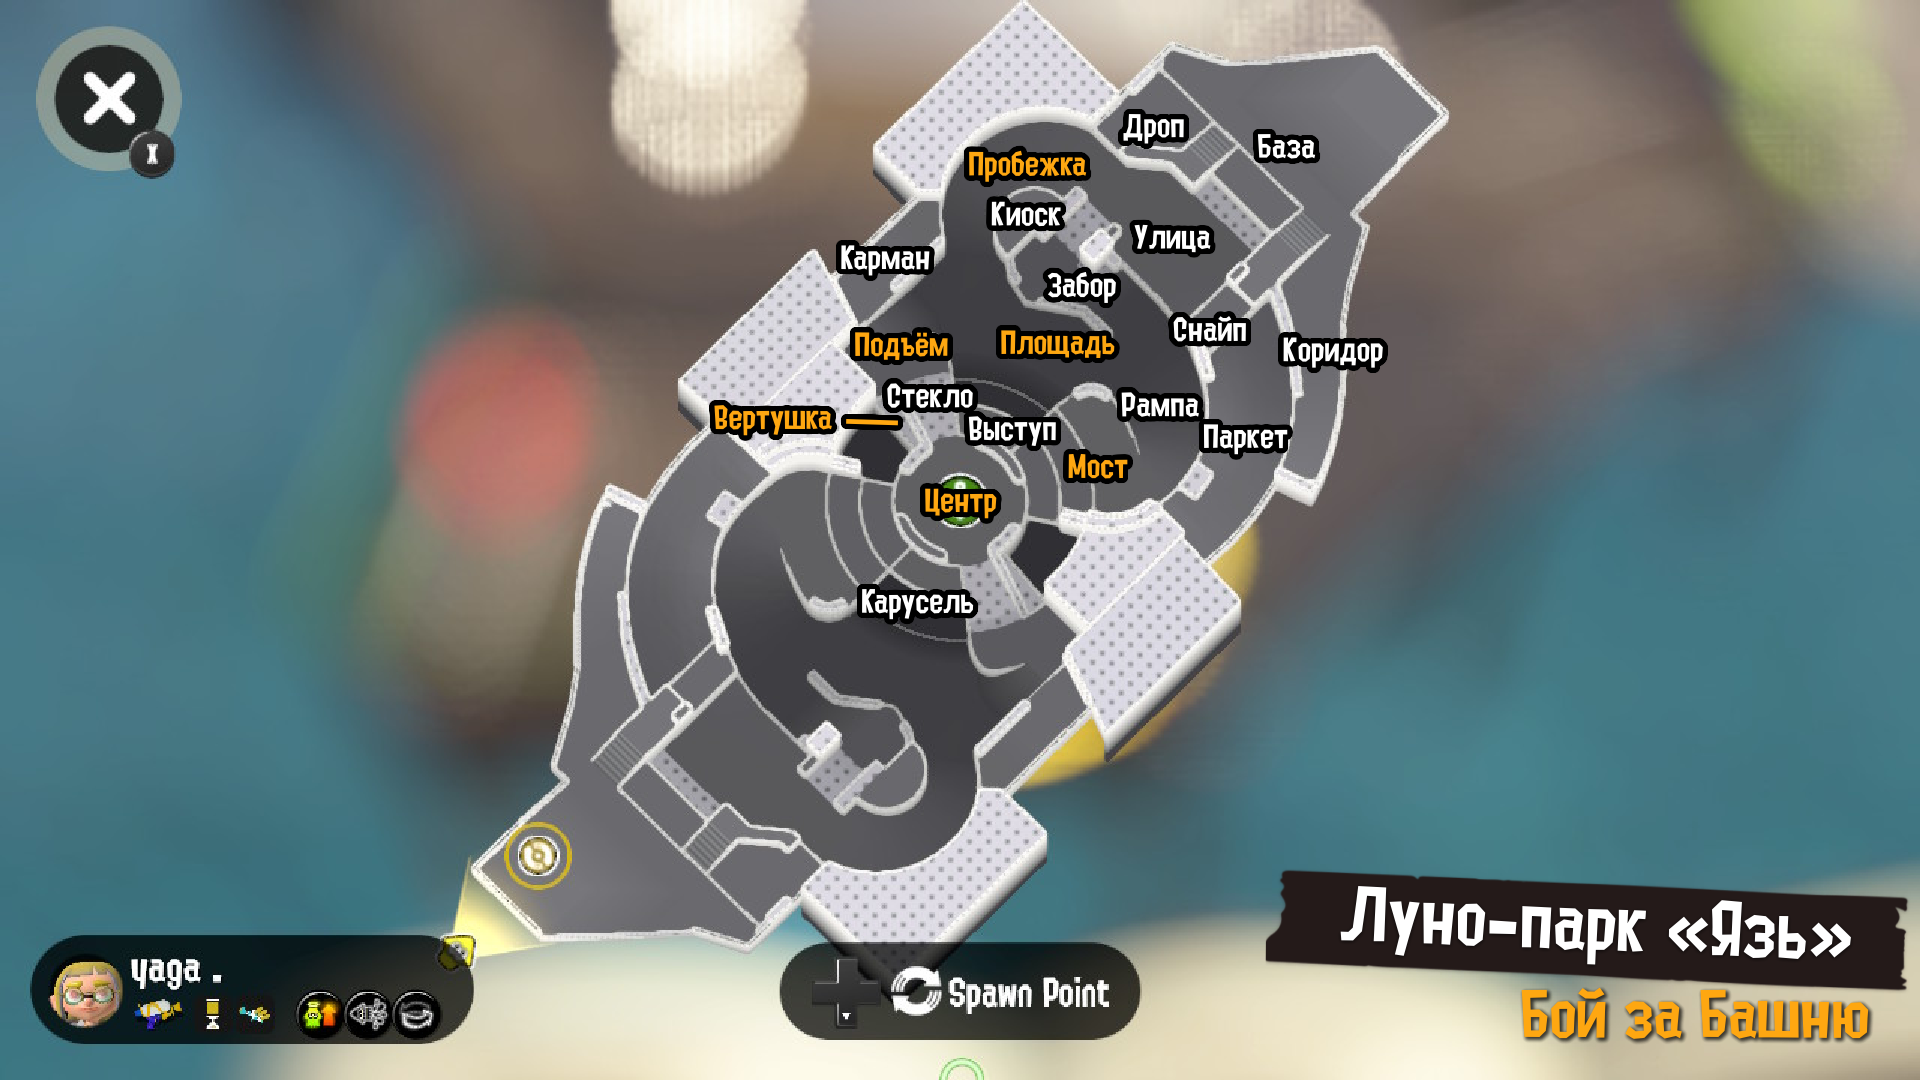 Дроп
База
Пробежка
Киоск
Улица
Карман
Забор
Снайп
Подъём
Площадь
Коридор
Стекло
Рампа
Вертушка
Выступ
Паркет
Мост
Центр
Карусель
Луно-парк «Язь»
Бой за Башню
yaga .
Spawn Point